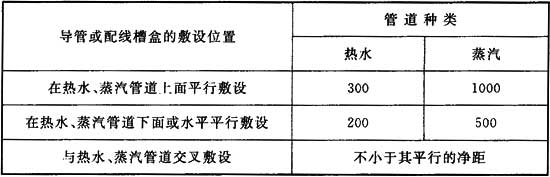 导管或配线槽盒的敷设位置
管道种类
热水
蒸汽
在热水、蒸汽管道上面平行敷设
300
1000
在热水、蒸汽管道下面或水平平行敷设
200
500
与热水、蒸汽管道交叉敷设
不小于其平行的净距